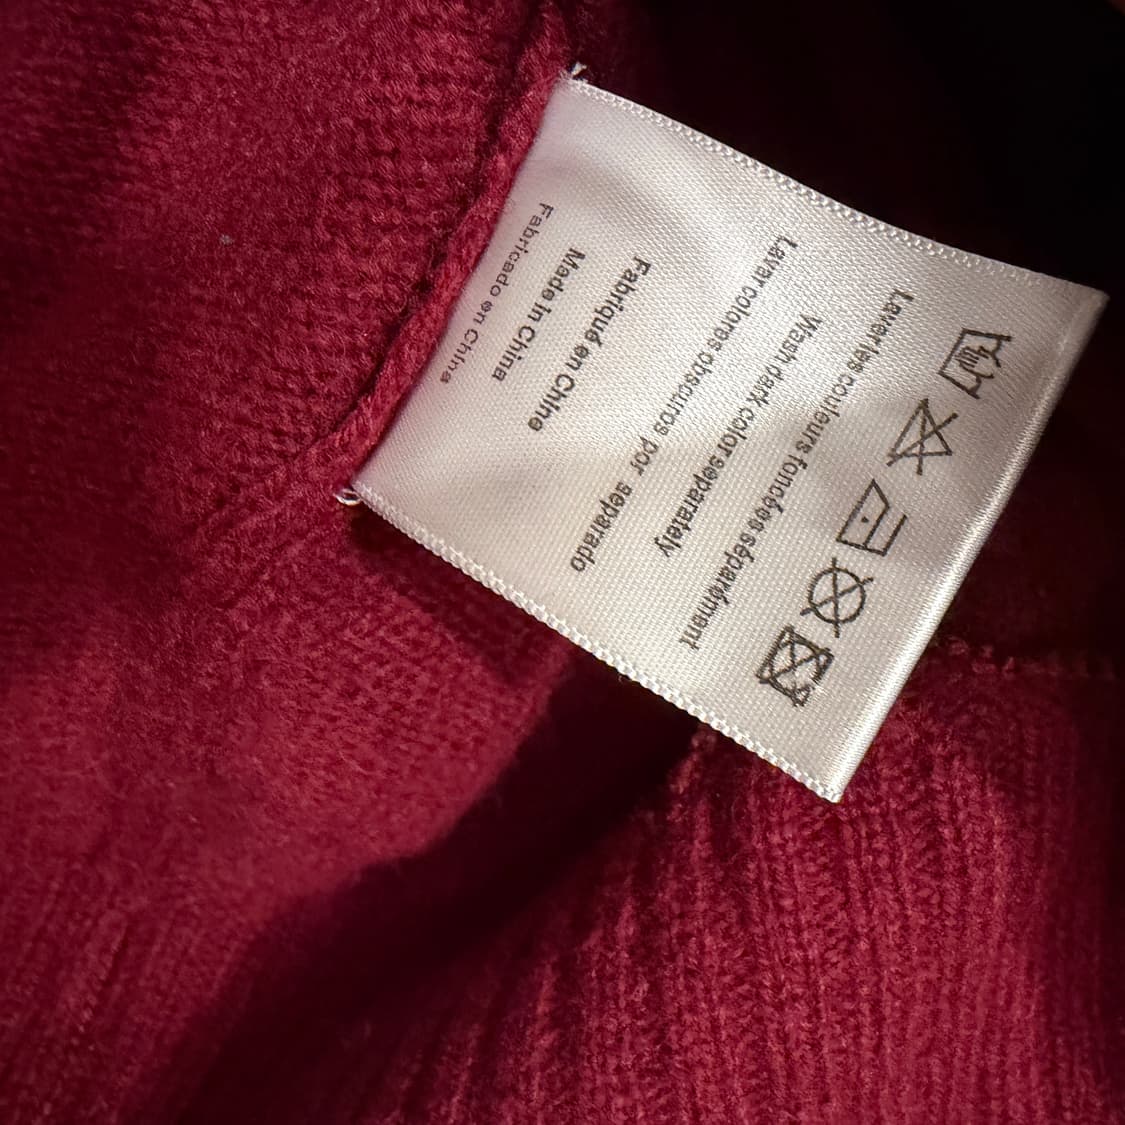 Laver les couleurs foncées séparément
Wash dark color separately
Lavar colores obscuros por separado
Fabriqué en Chine
Made in China
Fabricado en China